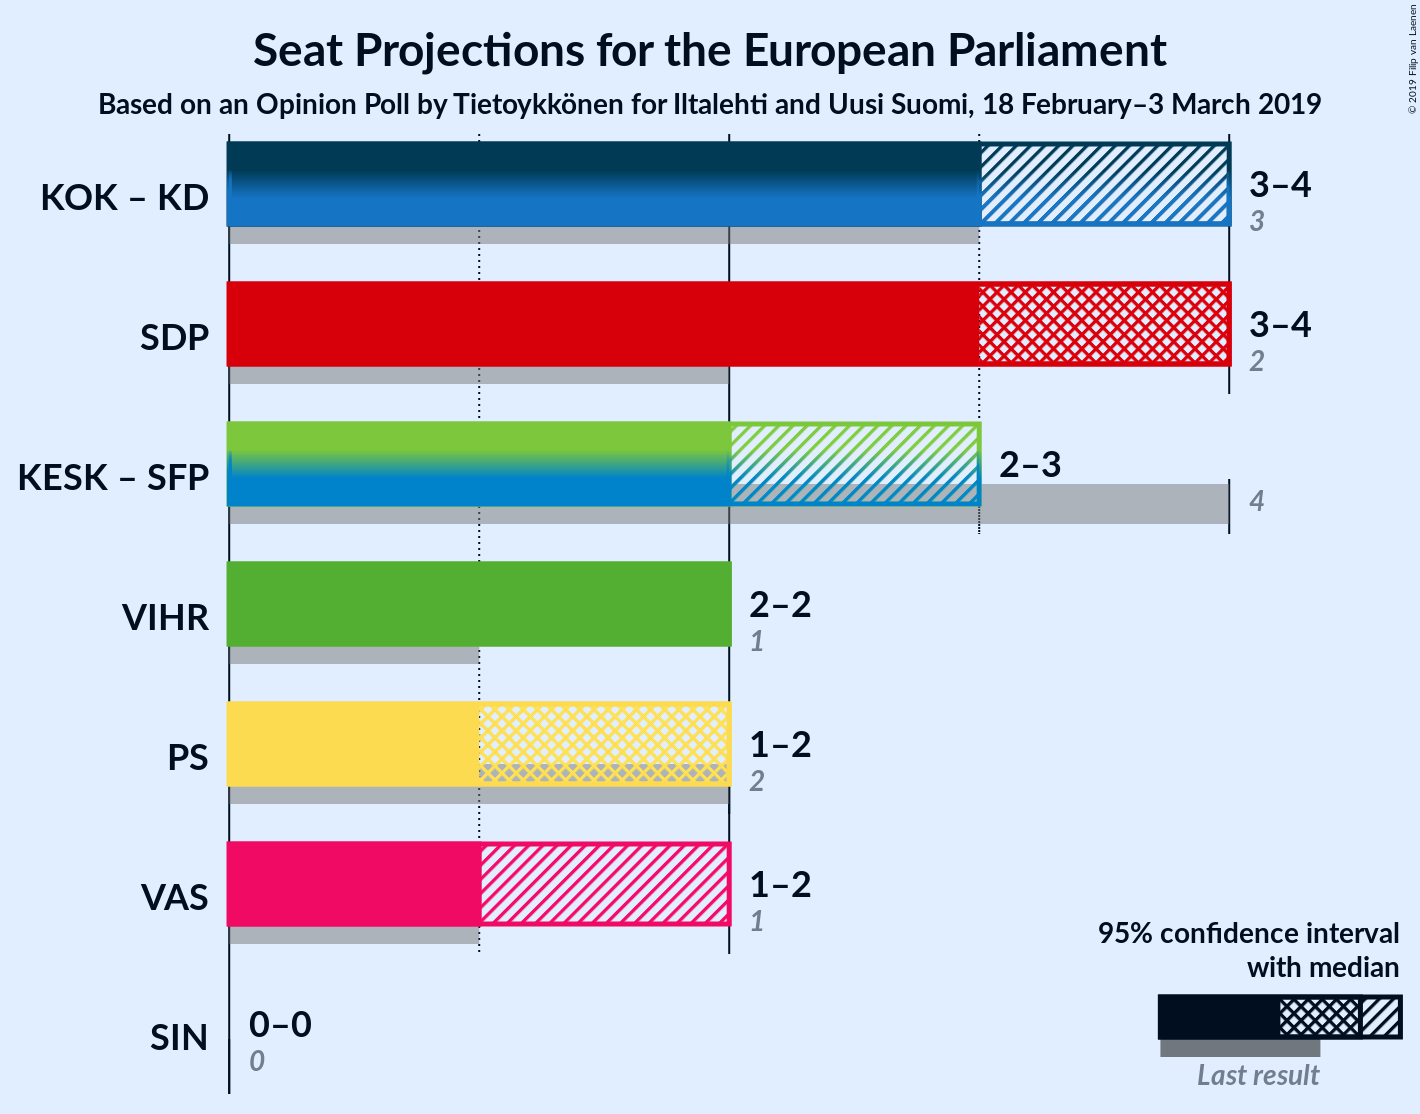 Seat Projections for the European Parliament
Based on an Opinion Poll by Tietoykkönen for Iltalehti and Uusi Suomi, 18 February–3 March 2019
© 2019 Filip van Laenen
KOK – KD
3–4
3
SDP
3–4
2
KESK – SFP
2–3
4
VIHR
2–2
1
PS
1–2
2
VAS
1–2
1
SIN
0–0
0
95% confidence interval
with median
Last result